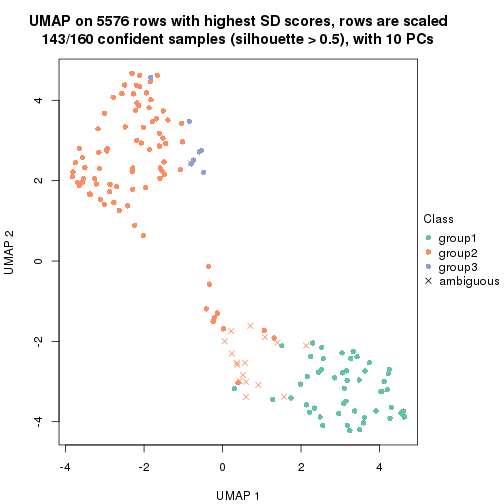 UMAP on 5576 rows with highest SD scores, rows are scaled
143/160 confident samples (silhouette > 0.5), with 10 PCs
4
2
0
-2
-4
UMAP 2
-4
-2
0
2
4
UMAP 1
Class
group1
group2
group3
ambiguous